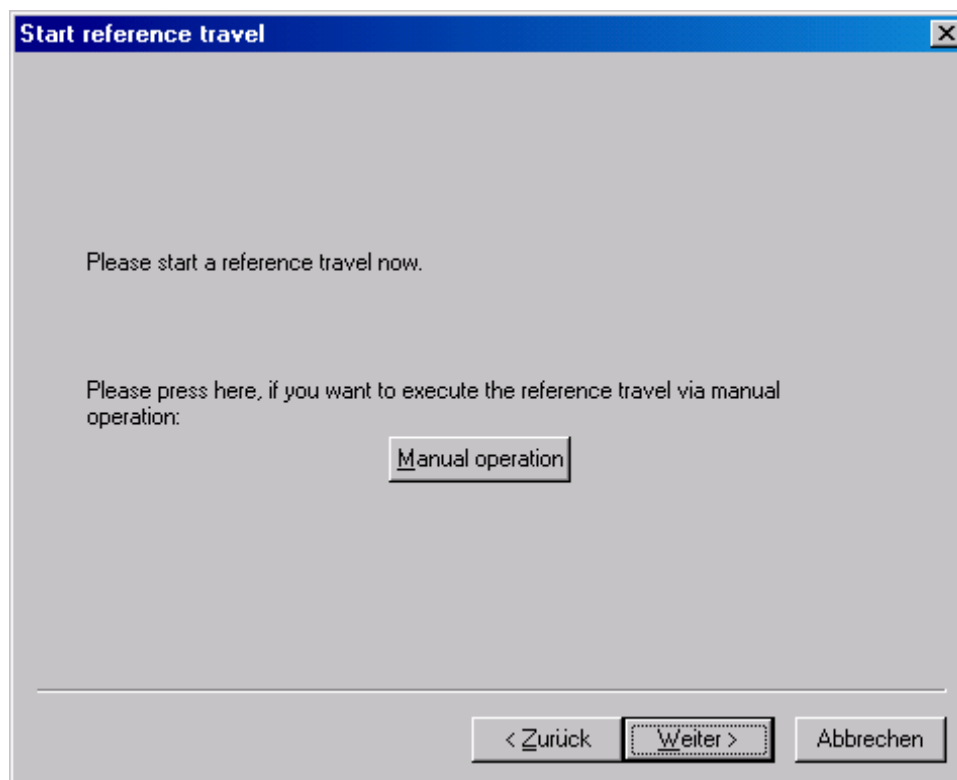 Start reference travel
Please start a reference travel now.
Please press here, if you want to execute the reference travel via manual
operation:
Manual operation
< Zurück
Weiter >
Abbrechen